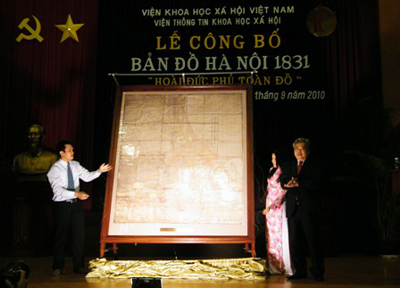 VIỆN KHOA HỌC XÃ HỘI VIỆT NAM
VIỆN THÔNG TIN KHOA HỌC XÃ HỘI
LỄ CÔNG BỐ
BẢN ĐỒ HÀ NỘI 1831
"HOÀI ĐỨC PHỦ TOÀN ĐỒ"
tháng 9 năm 2010